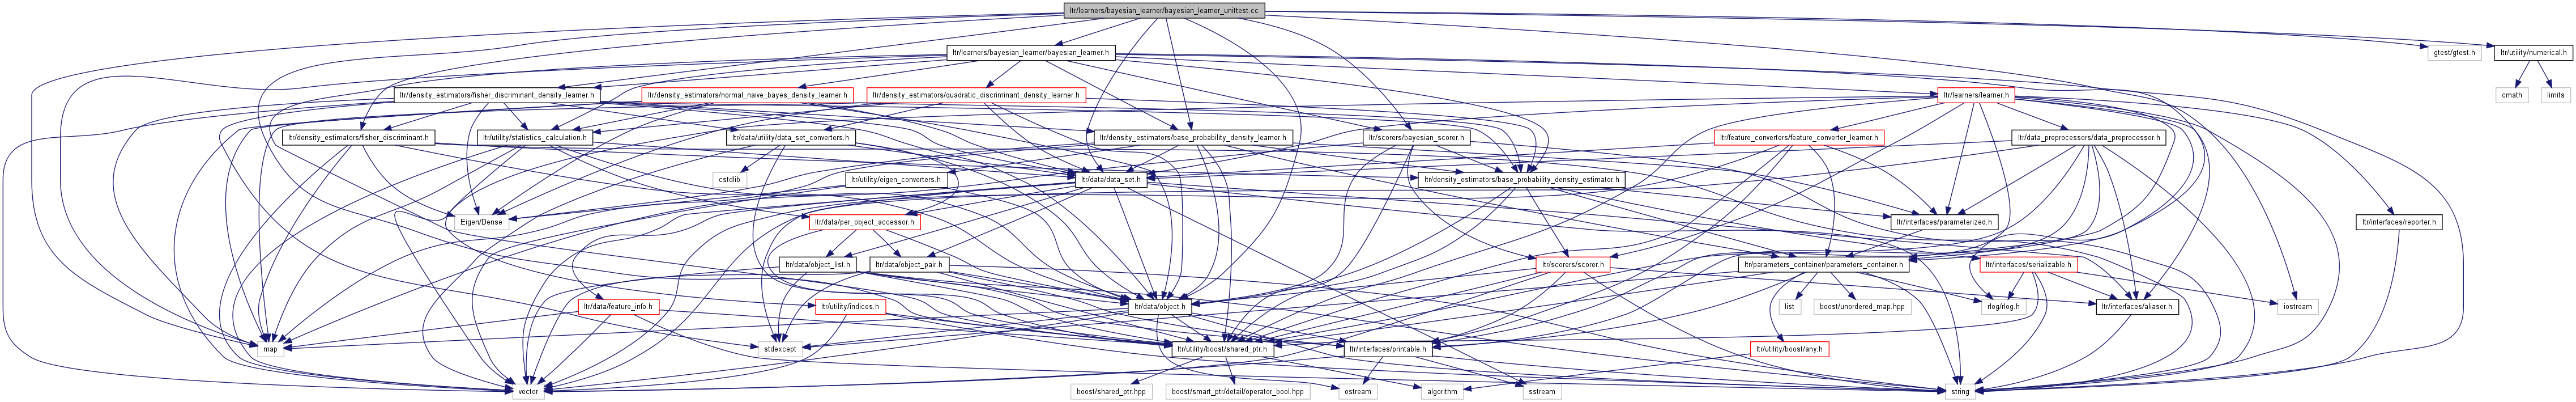 ltr/learners/bayesian_learner/bayesian_learner_unittest.cc
ltr/learners/bayesian_learner/bayesian_learner.h
gtest/gtest.h
ltr/utility/numerical.h
ltr/density_estimators/fisher_discriminant_density_learner.h
ltr/density_estimators/normal_naive_bayes_density_learner.h
ltr/density_estimators/quadratic_discriminant_density_learner.h
ltr/learners/learner.h
cmath
limits
ltr/density_estimators/fisher_discriminant.h
ltr/utility/statistics_calculation.h
ltr/data/utility/data_set_converters.h
ltr/density_estimators/base_probability_density_learner.h
ltr/scorers/bayesian_scorer.h
ltr/feature_converters/feature_converter_learner.h
ltr/data_preprocessors/data_preprocessor.h
cstdlib
ltr/utility/eigen_converters.h
ltr/data/data_set.h
ltr/density_estimators/base_probability_density_estimator.h
Eigen/Dense
ltr/data/per_object_accessor.h
ltr/interfaces/parameterized.h
ltr/interfaces/reporter.h
ltr/data/object_list.h
ltr/data/object_pair.h
ltr/scorers/scorer.h
ltr/parameters_container/parameters_container.h
ltr/interfaces/serializable.h
ltr/data/feature_info.h
ltr/utility/indices.h
ltr/data/object.h
list
boost/unordered_map.hpp
rlog/rlog.h
ltr/interfaces/aliaser.h
iostream
map
stdexcept
ltr/utility/boost/shared_ptr.h
ltr/interfaces/printable.h
ltr/utility/boost/any.h
vector
boost/shared_ptr.hpp
boost/smart_ptr/detail/operator_bool.hpp
ostream
algorithm
sstream
string